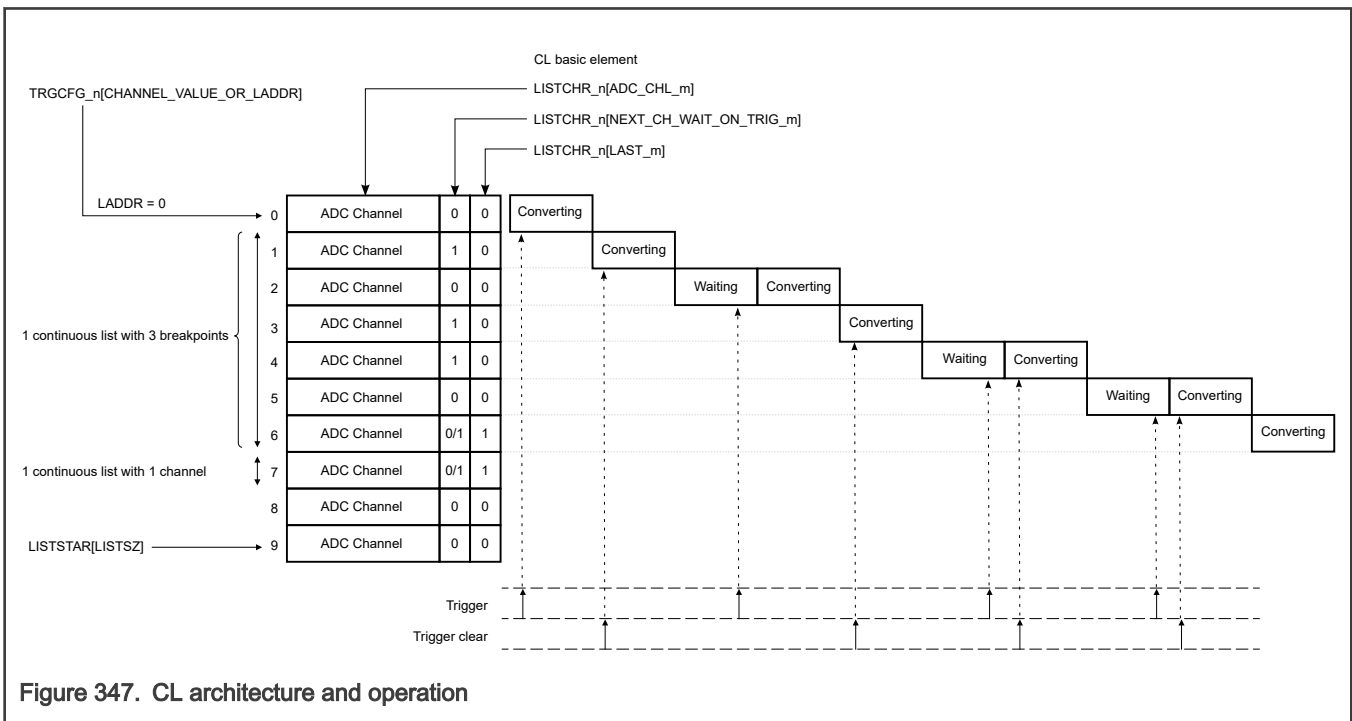 CL basic element
TRGCFG_n[CHANNEL_VALUE_OR_LADDR]
LISTCHR_n[ADC_CHL_m]
LISTCHR_n[NEXT_CH_WAIT_ON_TRIG_m]
LISTCHR_n[LAST_m]
LADDR = 0
0 ADC Channel 0 0 Converting
1 ADC Channel 1 0 Converting
2 ADC Channel 0 0 Waiting Converting
1 continuous list with 3 breakpoints
3 ADC Channel 1 0 Converting
4 ADC Channel 1 0 Waiting Converting
5 ADC Channel 0 0 Waiting Converting
6 ADC Channel 0/1 1 Converting
1 continuous list with 1 channel
7 ADC Channel 0/1 1
8 ADC Channel 0 0
LISTSTAR[LISTSZ]
9 ADC Channel 0 0
Trigger
Trigger clear
Figure 347. CL architecture and operation